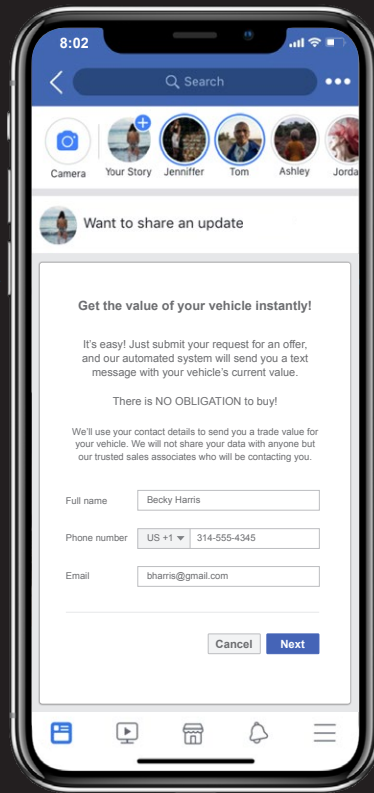 8:02
Search
Camera
Your Story
Jenniffer
Tom
Ashley
Jorda
Want to share an update
Get the value of your vehicle instantly!
It's easy! Just submit your request for an offer,
and our automated system will send you a text
message with your vehicle's current value.
There is NO OBLIGATION to buy!
We'll use your contact details to send you a trade value for
your vehicle. We will not share your data with anyone but
our trusted sales associates who will be contacting you.
Full name Becky Harris
Phone number US +1 314-555-4345
Email bharris@gmail.com
Cancel Next